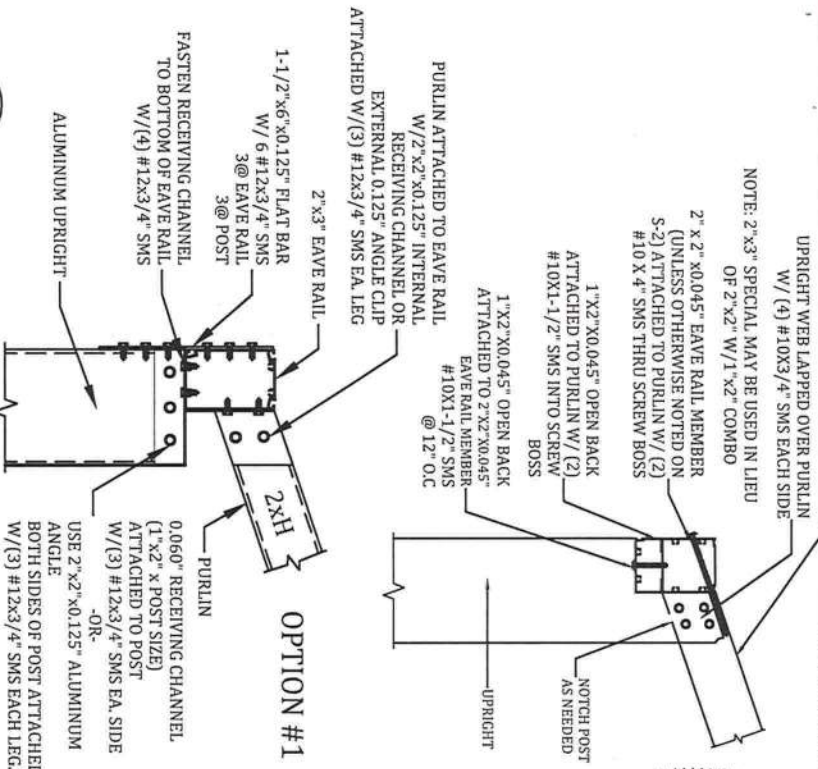 UPRIGHT WEB LAPPED OVER PURLIN
W/ (4) #10X3/4" SMS EACH SIDE
NOTE: 2"x3" SPECIAL MAY BE USED IN LIEU
OF 2"x2" W/1"x2" COMBO
2" x 2" x0.045" EAVE RAIL MEMBER
(UNLESS OTHERWISE NOTED ON
S-2) ATTACHED TO PURLIN W/ (2)
#10 X 4" SMS THRU SCREW BOSS
1"X2"X0.045" OPEN BACK
ATTACHED TO PURLIN W/ (2)
#10X1-1/2" SMS INTO SCREW
BOSS
1"X2"X0.045" OPEN BACK
ATTACHED TO 2"X2"X0.045"
EAVE RAIL MEMBER
#10X1-1/2" SMS
@ 12" O.C
NOTCH POST
AS NEEDED
UPRIGHT
PURLIN ATTACHED TO EAVE RAIL
W/2"x2"x0.125" INTERNAL
RECEIVING CHANNEL OR
EXTERNAL 0.125" ANGLE CLIP
ATTACHED W/(3) #12x3/4" SMS EA. LEG
2"x3" EAVE RAIL
1-1/2"x6"x0.125" FLAT BAR
W/ 6 #12x3/4" SMS
3@ EAVE RAIL
3@ POST
FASTEN RECEIVING CHANNEL
TO BOTTOM OF EAVE RAIL
W/(4) #12x3/4" SMS
ALUMINUM UPRIGHT
2xH
PURLIN
OPTION #1
0.060" RECEIVING CHANNEL
(1"x2" x POST SIZE)
ATTACHED TO POST
W/(3) #12x3/4" SMS EA. SIDE
-OR-
USE 2"x2"x0.125" ALUMINUM
ANGLE
BOTH SIDES OF POST ATTACHED
W/(3) #12x3/4" SMS EACH LEG.